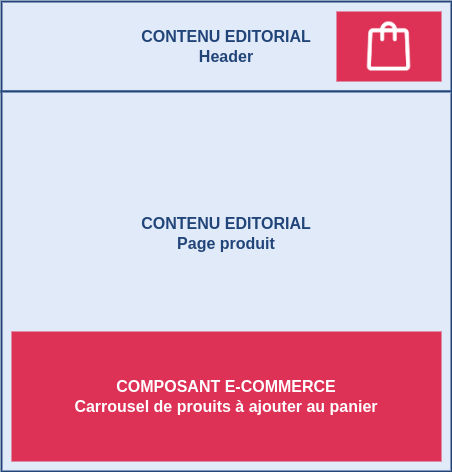 CONTENU EDITORIAL
Header
CONTENU EDITORIAL
Page produit
COMPOSANT E-COMMERCE
Carrousel de prouits à ajouter au panier